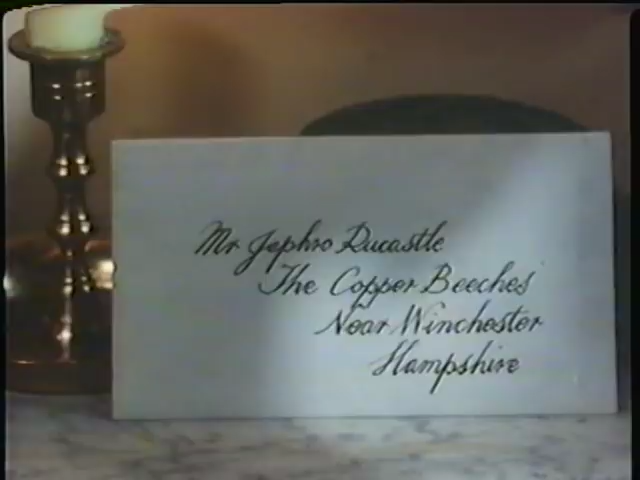 Mr Jephro Rucastle
The Copper Beeches
Near Winchester
Hampshire